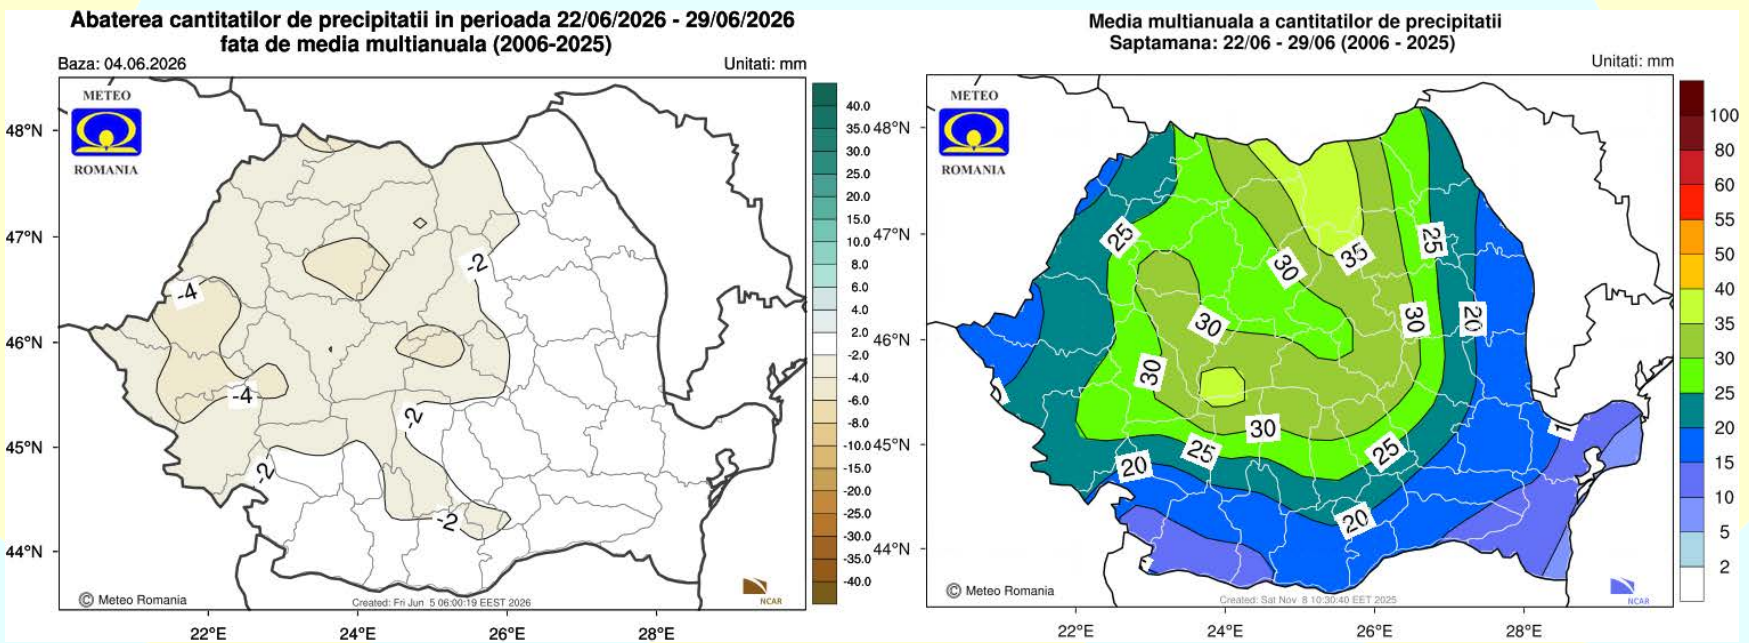 Abaterea cantitatilor de precipitatii in perioada 22/06/2026 - 29/06/2026
fata de media multianuala (2006-2025)
Baza: 04.06.2026
Unitati: mm
METEO
ROMANIA
48°N
47°N
46°N
45°N
44°N
-4
-2
-4
-2
-2
-2
40.0
35.0
30.0
25.0
20.0
15.0
10.0
8.0
6.0
4.0
2.0
-2.0
-4.0
-6.0
-8.0
-10.0
-15.0
-20.0
-25.0
-30.0
-35.0
-40.0
© Meteo Romania
Created: Fri Jun 5 06:00:19 EEST 2026
NCAR
22°E
24°E
26°E
28°E
Media multianuala a cantitatilor de precipitatii
Saptamana: 22/06 - 29/06 (2006 - 2025)
Unitati: mm
METEO
ROMANIA
48°N
47°N
46°N
45°N
44°N
25
30
35
25
30
30
20
30
30
25
25
20
20
1
100
80
60
55
50
40
35
30
25
20
15
10
5
2
© Meteo Romania
Created: Sat Nov 8 10:30:40 EET 2025
NCAR
22°E
24°E
26°E
28°E